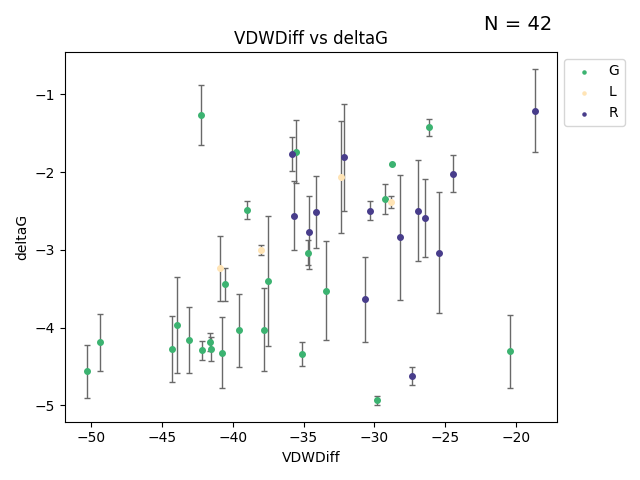 N = 42
VDWDiff vs deltaG
G
L
R
−1
−2
−3
−4
−5
deltaG
−50 −45 −40 −35 −30 −25 −20
VDWDiff